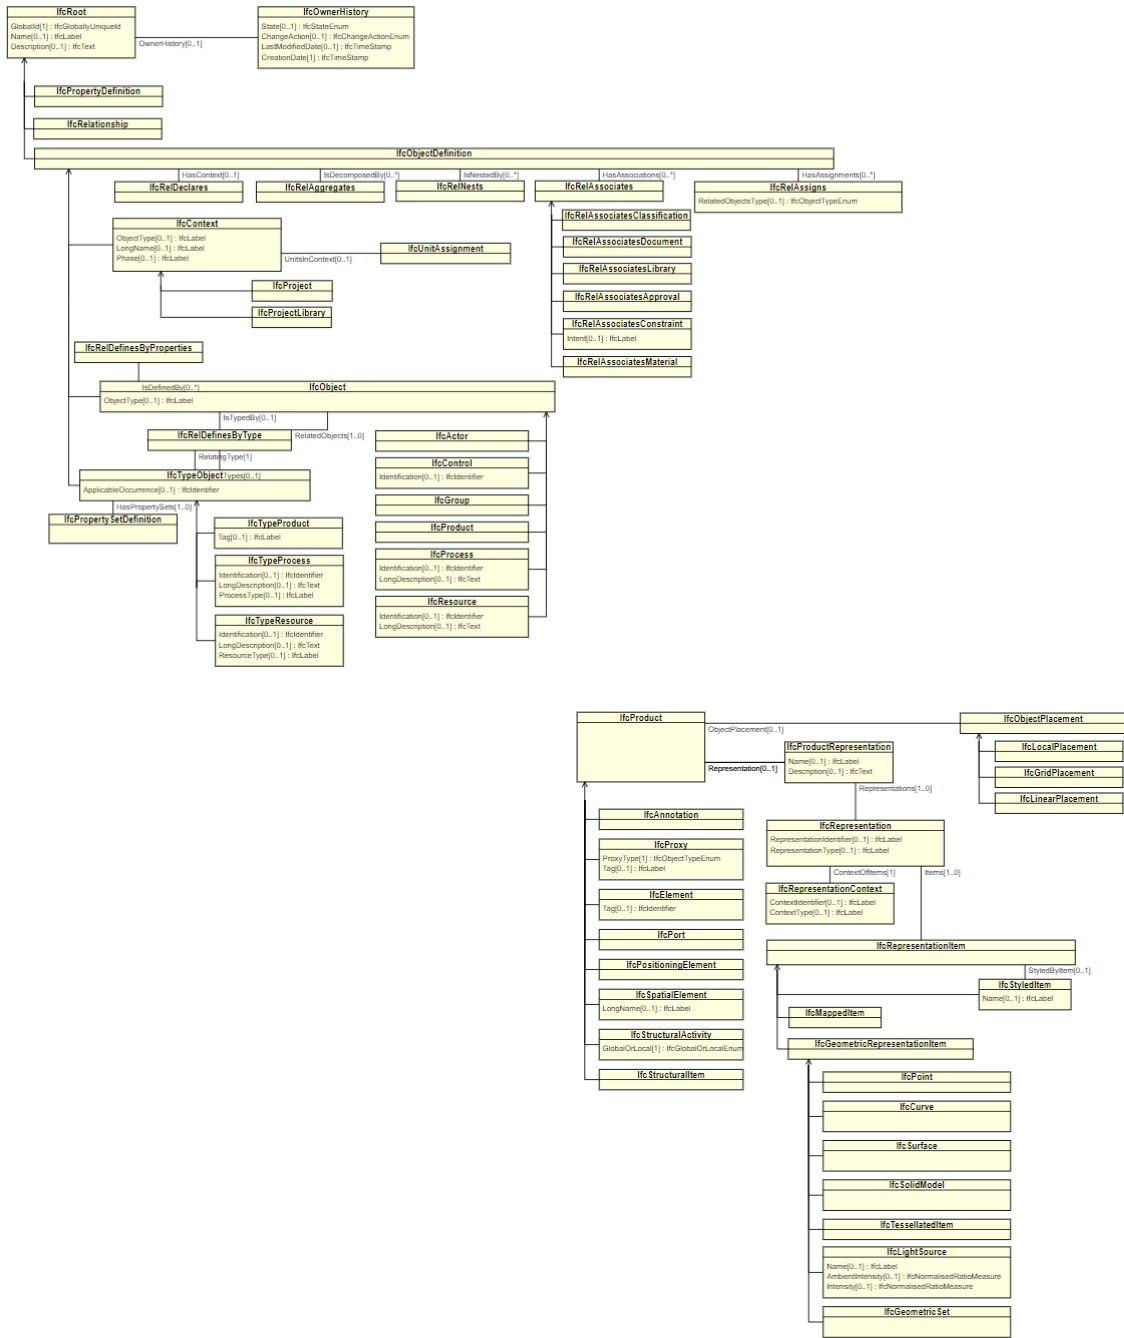 IfcRoot
GlobalId[1] : IfcGloballyUniqueId
Name[0..1] : IfcLabel
Description[0..1] : IfcText
OwnerHistory[0..1]
IfcOwnerHistory
State[0..1] : IfcStateEnum
ChangeAction[0..1] : IfcChangeActionEnum
LastModifiedDate[0..1] : IfcTimeStamp
CreationDate[1] : IfcTimeStamp
IfcPropertyDefinition
IfcRelationship
IfcObjectDefinition
HasContext[0..1]
IsDecomposedBy[0..*]
IsNestedBy[0..*]
HasAssociations[0..*]
HasAssignments[0..*]
IfcRelDeclares
IfcRelAggregates
IfcRelNests
IfcRelAssociates
IfcRelAssigns
RelatedObjectsType[0..1] : IfcObjectTypeEnum
IfcContext
ObjectType[0..1] : IfcLabel
LongName[0..1] : IfcLabel
Phase[0..1] : IfcLabel
UnitsInContext[0..1]
IfcUnitAssignment
IfcProject
IfcProjectLibrary
IfcRelAssociatesClassification
IfcRelAssociatesDocument
IfcRelAssociatesLibrary
IfcRelAssociatesApproval
IfcRelAssociatesConstraint
Intent[0..1] : IfcLabel
IfcRelAssociatesMaterial
IfcRelDefinesByProperties
IsDefinedBy[0..*]
IfcObject
ObjectType[0..1] : IfcLabel
IsTypedBy[0..1]
IfcRelDefinesByType
RelatedObjects[1..0]
RelatingType[1]
IfcTypeObject
Types[0..1]
ApplicableOccurrence[0..1] : IfcIdentifier
HasPropertySets[1..0]
IfcPropertySetDefinition
IfcTypeProduct
Tag[0..1] : IfcLabel
IfcTypeProcess
Identification[0..1] : IfcIdentifier
LongDescription[0..1] : IfcText
ProcessType[0..1] : IfcLabel
IfcTypeResource
Identification[0..1] : IfcIdentifier
LongDescription[0..1] : IfcText
ResourceType[0..1] : IfcLabel
IfcActor
IfcControl
Identification[0..1] : IfcIdentifier
IfcGroup
IfcProduct
IfcProcess
Identification[0..1] : IfcIdentifier
LongDescription[0..1] : IfcText
IfcResource
Identification[0..1] : IfcIdentifier
LongDescription[0..1] : IfcText
IfcProduct
ObjectPlacement[0..1]
Representation[0..1]
IfcObjectPlacement
IfcLocalPlacement
IfcGridPlacement
IfcLinearPlacement
IfcProductRepresentation
Name[0..1] : IfcLabel
Description[0..1] : IfcText
Representations[1..0]
IfcRepresentation
RepresentationIdentifier[0..1] : IfcLabel
RepresentationType[0..1] : IfcLabel
ContextOfItems[1]
Items[1..0]
IfcRepresentationContext
ContextIdentifier[0..1] : IfcLabel
ContextType[0..1] : IfcLabel
IfcRepresentationItem
StyledByItem[0..1]
IfcStyledItem
Name[0..1] : IfcLabel
IfcMappedItem
IfcGeometricRepresentationItem
IfcAnnotation
IfcProxy
ProxyType[1] : IfcObjectTypeEnum
Tag[0..1] : IfcLabel
IfcElement
Tag[0..1] : IfcIdentifier
IfcPort
IfcPositioningElement
IfcSpatialElement
LongName[0..1] : IfcLabel
IfcStructuralActivity
GlobalOrLocal[1] : IfcGlobalOrLocalEnum
IfcStructuralItem
IfcPoint
IfcCurve
IfcSurface
IfcSolidModel
IfcTessellatedItem
IfcLightSource
Name[0..1] : IfcLabel
AmbientIntensity[0..1] : IfcNormalisedRatioMeasure
Intensity[0..1] : IfcNormalisedRatioMeasure
IfcGeometricSet